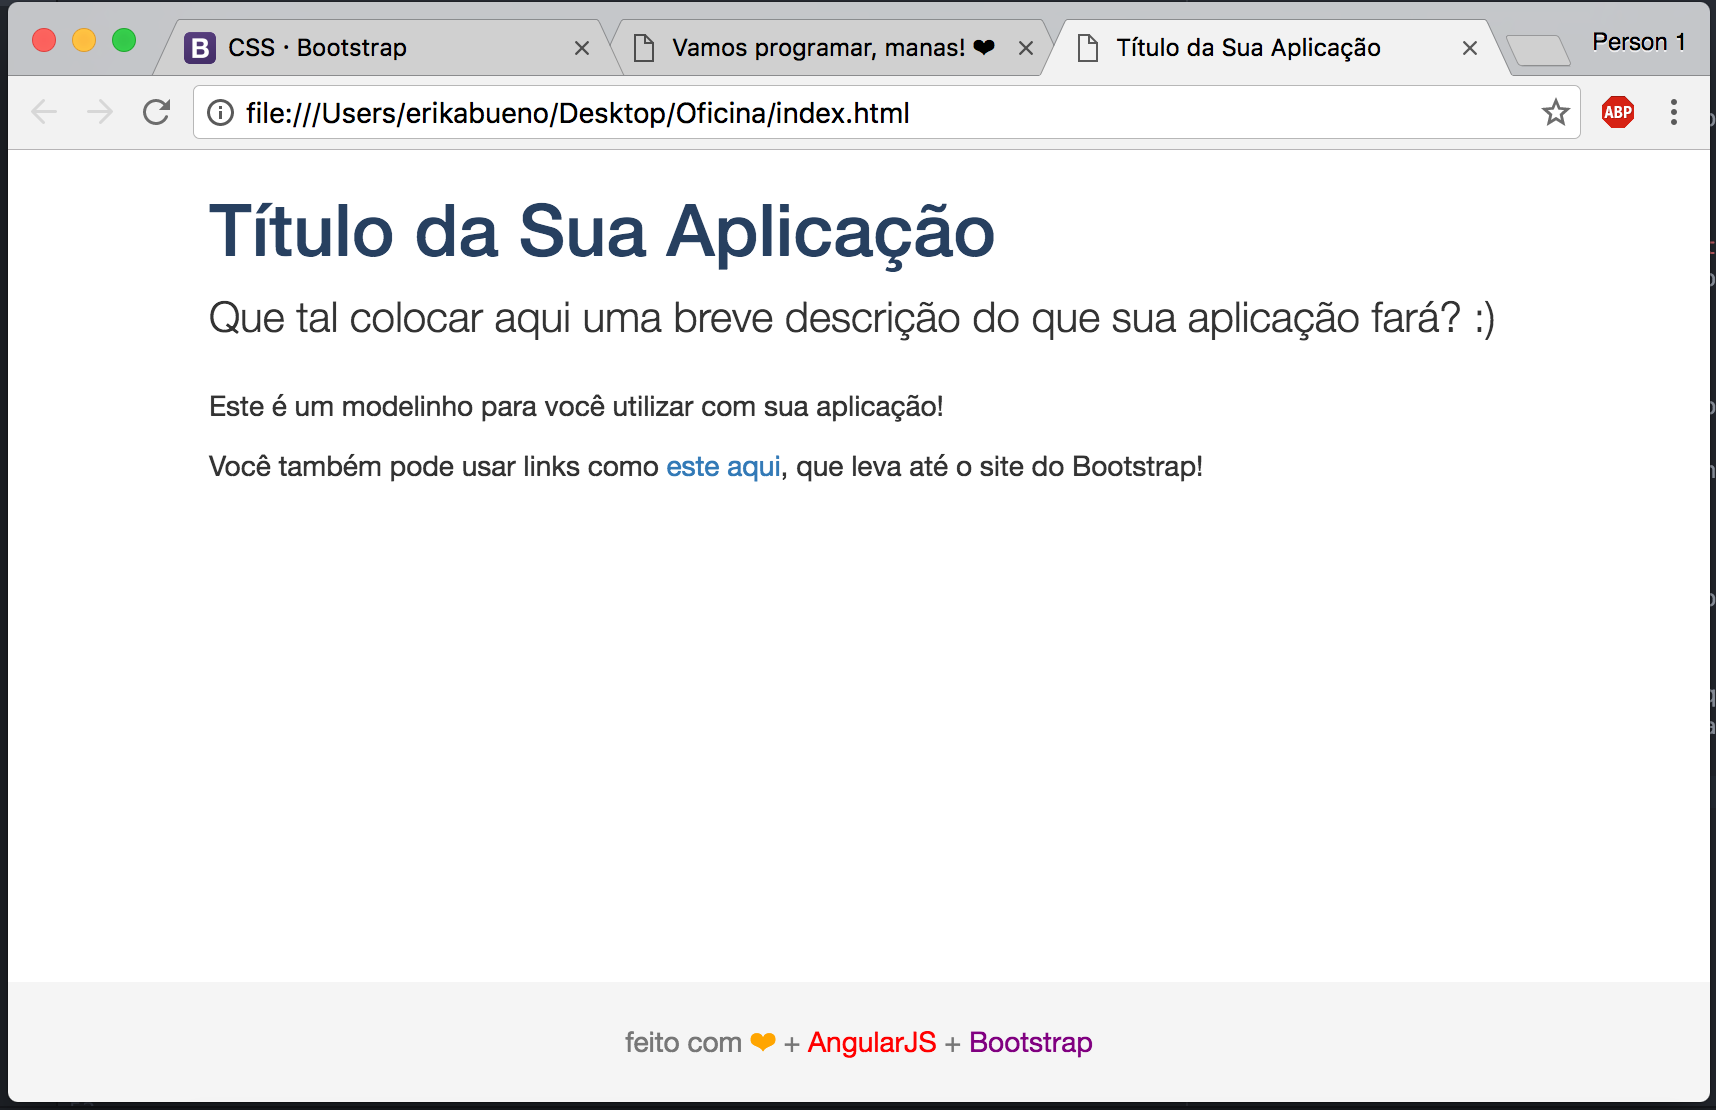 B CSS · Bootstrap
Vamos programar, manas! ❤
Título da Sua Aplicação
Person 1
file:///Users/erikabueno/Desktop/Oficina/index.html
ABP
Título da Sua Aplicação
Que tal colocar aqui uma breve descrição do que sua aplicação fará? :)
Este é um modelinho para você utilizar com sua aplicação!
Você também pode usar links como este aqui, que leva até o site do Bootstrap!
feito com ❤ + AngularJS + Bootstrap